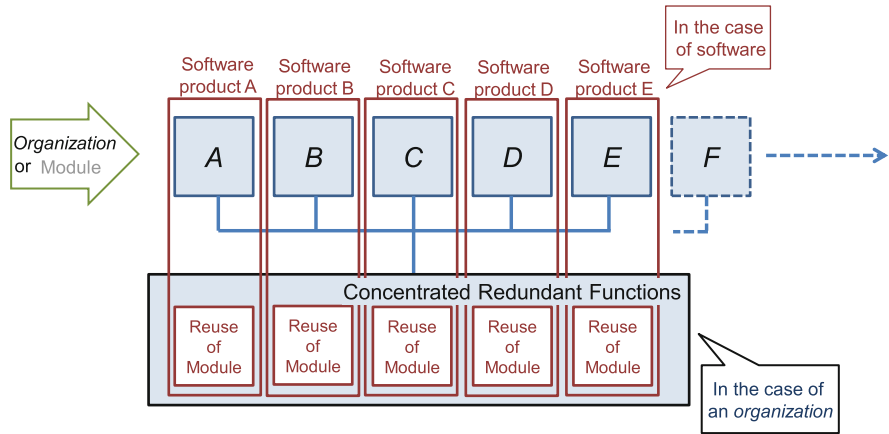 In the case
of software
Software
product A
Software
product B
Software
product C
Software
product D
Software
product E
Organization
or Module
A
B
C
D
E
F
Concentrated Redundant Functions
Reuse
of
Module
Reuse
of
Module
Reuse
of
Module
Reuse
of
Module
Reuse
of
Module
In the case of
an organization